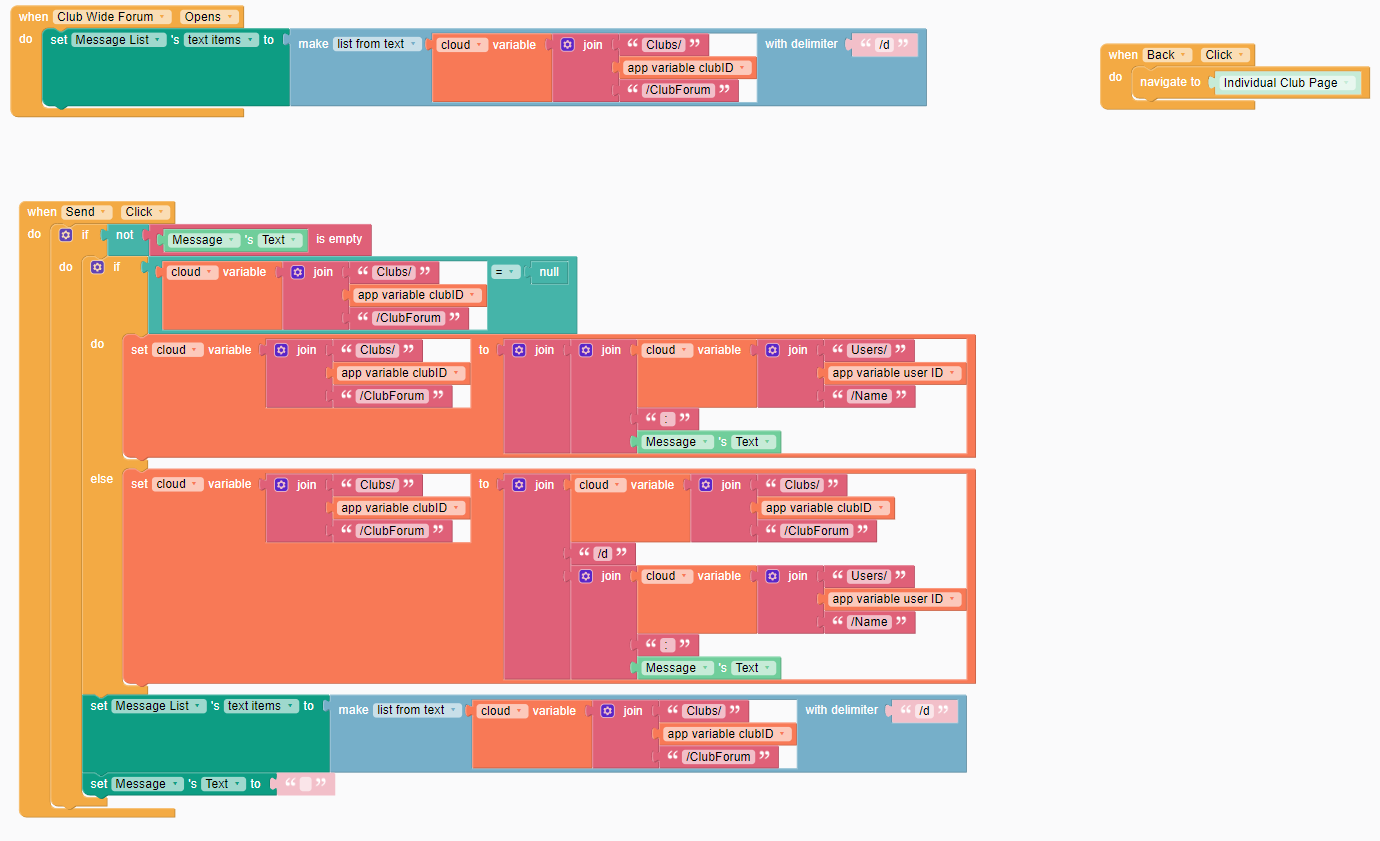 when Club Wide Forum Opens
do set Message List 's text items to make list from text cloud variable join “ Clubs/ ” with delimiter “ /d ”
app variable clubID
“ /ClubForum ”
when Back Click
do navigate to Individual Club Page
when Send Click
do if not Message 's Text is empty
do if cloud variable join “ Clubs/ ” = null
app variable clubID
“ /ClubForum ”
do set cloud variable join “ Clubs/ ” to join join cloud variable join “ Users/ ”
app variable clubID app variable user ID
“ /ClubForum ” “ /Name ”
“ : ”
Message 's Text
else set cloud variable join “ Clubs/ ” to join cloud variable join “ Clubs/ ”
app variable clubID app variable clubID
“ /ClubForum ” “ /ClubForum ”
“ /d ”
join cloud variable join “ Users/ ”
app variable user ID
“ /Name ”
“ : ”
Message 's Text
set Message List 's text items to make list from text cloud variable join “ Clubs/ ” with delimiter “ /d ”
app variable clubID
“ /ClubForum ”
set Message 's Text to “ ”